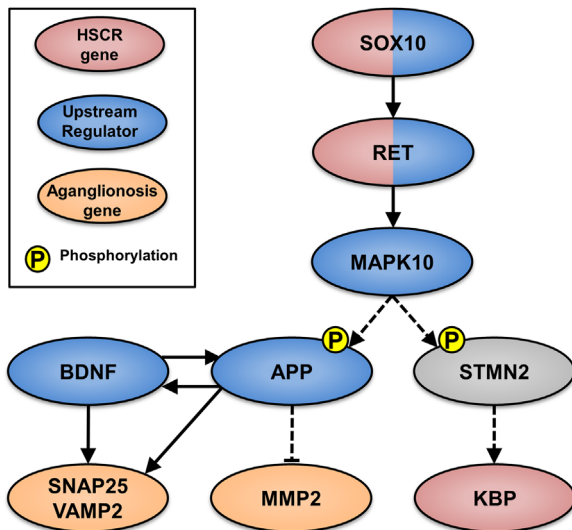 HSCR
gene
Upstream
Regulator
Aganglionosis
gene
P Phosphorylation
SOX10
RET
MAPK10
P P
BDNF APP STMN2
SNAP25
VAMP2
MMP2
KBP